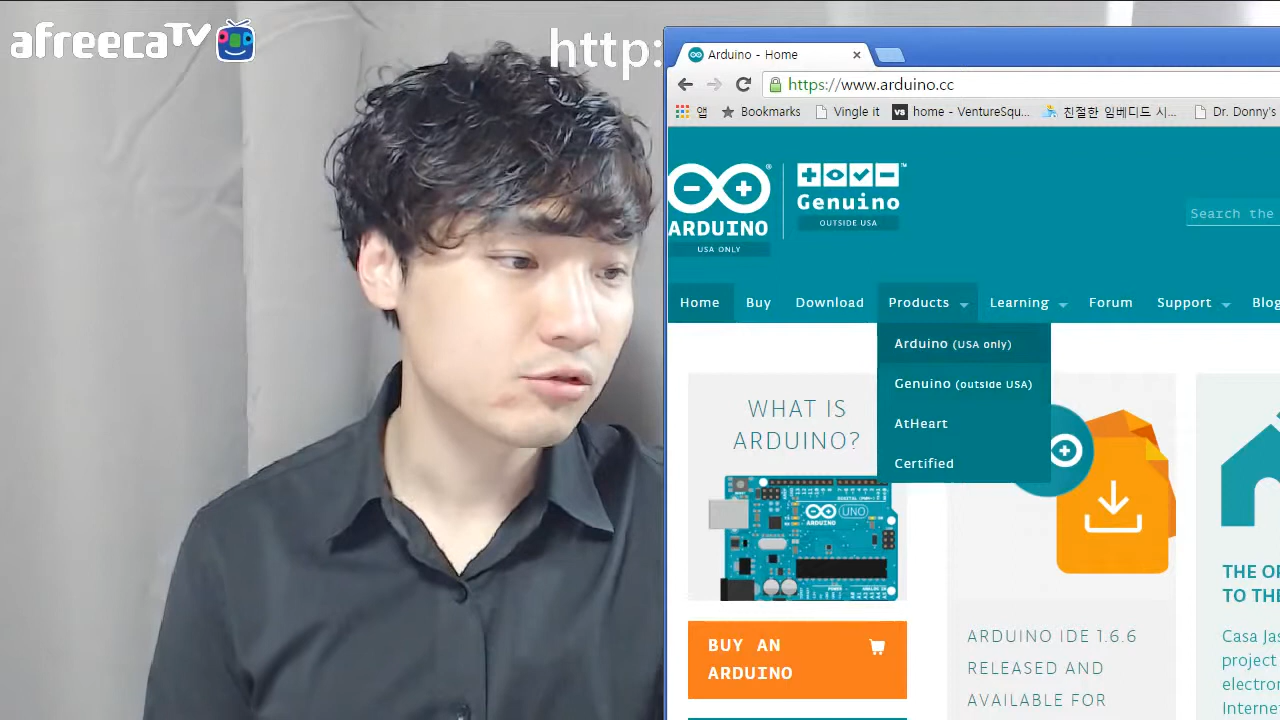 afreecaTV
http:
Arduino - Home
https://www.arduino.cc
앱
Bookmarks
Vingle it
VS
home - VentureSqu...
친절한 임베디드 시...
Dr. Donny's
ARDUINO
USA ONLY
Genuino
OUTSIDE USA
Search the
Home
Buy
Download
Products
Learning
Forum
Support
Blog
Arduino (USA only)
Genuino (outside USA)
AtHeart
Certified
WHAT IS
ARDUINO?
ARDUINO
UNO
BUY AN
ARDUINO
ARDUINO IDE 1.6.6
RELEASED AND
AVAILABLE FOR
THE OP
TO THE
Casa Jas
project
electron
Interne